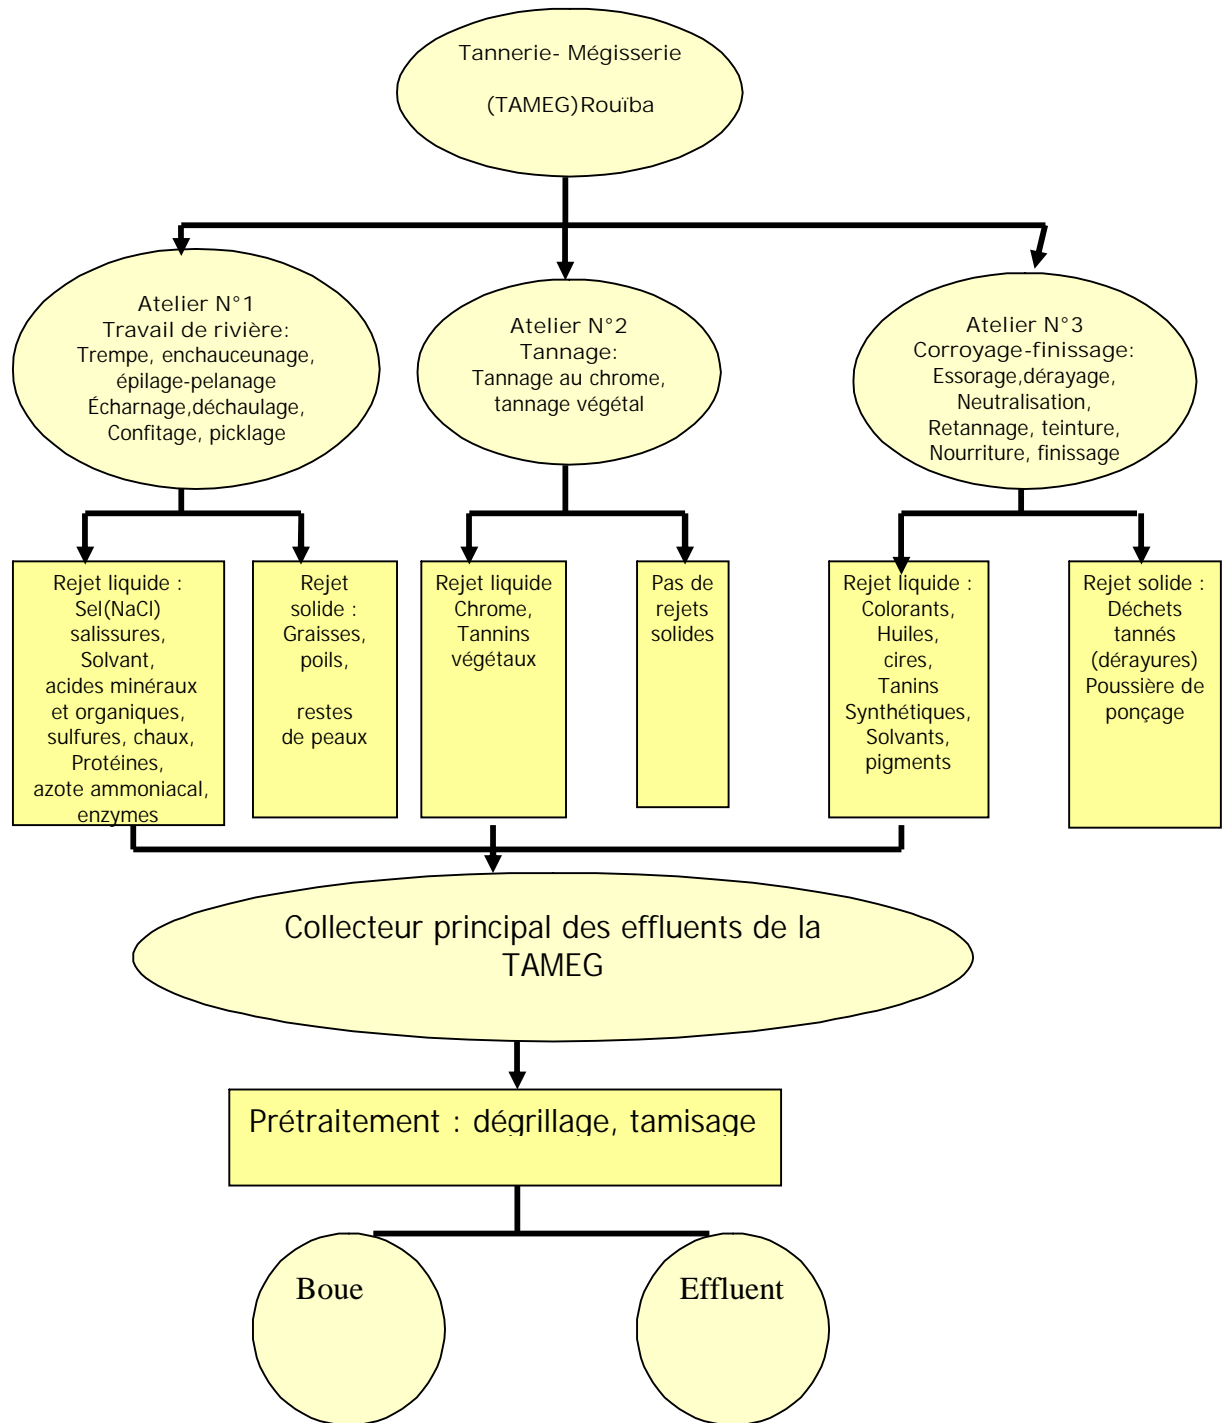 Tannerie- Mégisserie
(TAMEG)Rouïba
Atelier N°1
Travail de rivière:
Trempe, enchauceunage,
épilage-pelanage
Écharnage,déchaulage,
Confitage, picklage
Atelier N°2
Tannage:
Tannage au chrome,
tannage végétal
Atelier N°3
Corroyage-finissage:
Essorage,dérayage,
Neutralisation,
Retannage, teinture,
Nourriture, finissage
Rejet liquide :
Sel(NaCl)
salissures,
Solvant,
acides minéraux
et organiques,
sulfures, chaux,
Protéines,
azote ammoniacal,
enzymes
Rejet
solide :
Graisses,
poils,
restes
de peaux
Rejet liquide
Chrome,
Tannins
végétaux
Pas de
rejets
solides
Rejet liquide :
Colorants,
Huiles,
cires,
Tanins
Synthétiques,
Solvants,
pigments
Rejet solide :
Déchets
tannés
(dérayures)
Poussière de
ponçage
Collecteur principal des effluents de la
TAMEG
Prétraitement : dégrillage, tamisage
Boue
Effluent